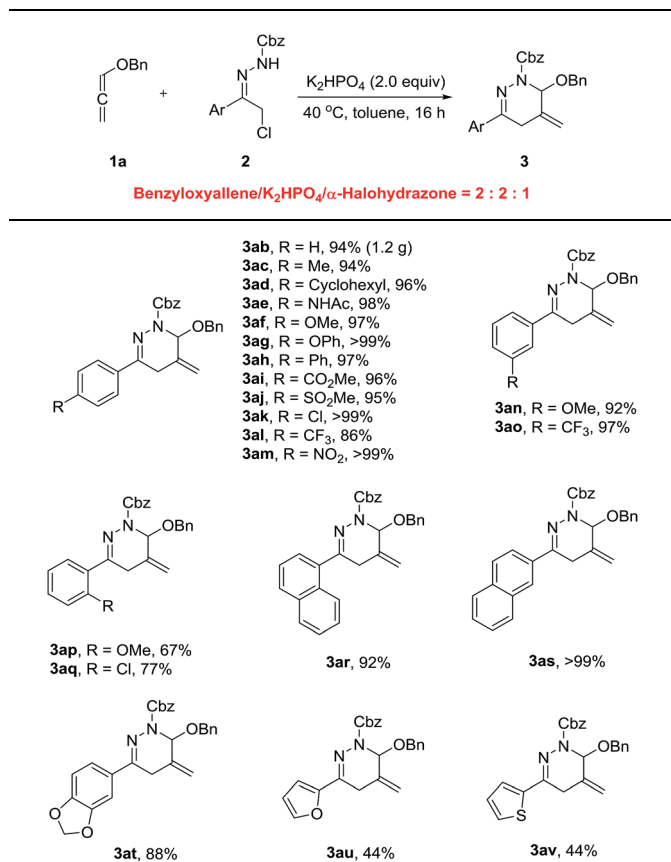 OBn
1a
+
Cbz
NH
N
Ar
Cl
2
K2HPO4 (2.0 equiv)
40 °C, toluene, 16 h
Cbz
N
N
OBn
Ar
3
Benzyloxyallene/K2HPO4/α-Halohydrazone = 2 : 2 : 1
Cbz
N
N
OBn
R
3ab, R = H, 94% (1.2 g)
3ac, R = Me, 94%
3ad, R = Cyclohexyl, 96%
3ae, R = NHAc, 98%
3af, R = OMe, 97%
3ag, R = OPh, >99%
3ah, R = Ph, 97%
3ai, R = CO2Me, 96%
3aj, R = SO2Me, 95%
3ak, R = Cl, >99%
3al, R = CF3, 86%
3am, R = NO2, >99%
Cbz
N
N
OBn
R
3an, R = OMe, 92%
3ao, R = CF3, 97%
Cbz
N
N
OBn
R
3ap, R = OMe, 67%
3aq, R = Cl, 77%
Cbz
N
N
OBn
3ar, 92%
Cbz
N
N
OBn
3as, >99%
Cbz
N
N
OBn
O
O
3at, 88%
Cbz
N
N
OBn
O
3au, 44%
Cbz
N
N
OBn
S
3av, 44%